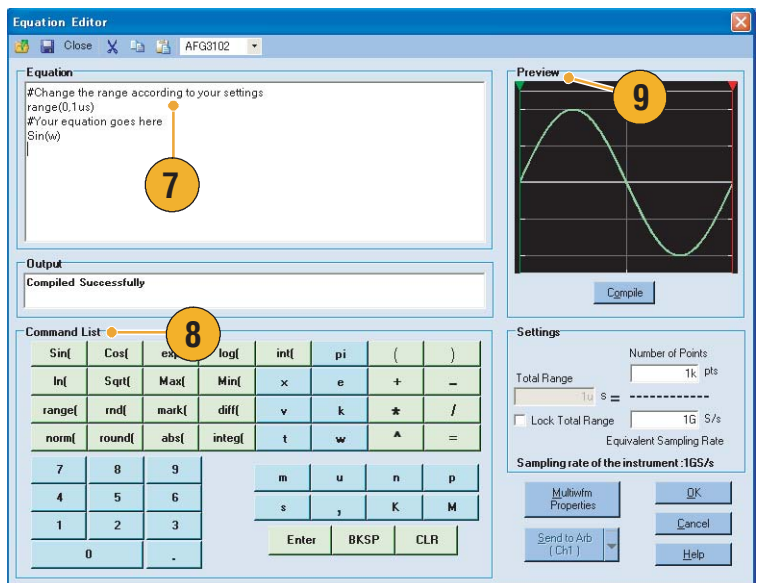 Equation Editor
Close AFG3102
Equation
#Change the range according to your settings
range(0,1us)
#Your equation goes here
Sin(w)
7
Preview
9
Compile
Output
Compiled Successfully
Command List
8
Sin( Cos( log( int( pi ( )
ln( Sqrt( Max( Min( x e + -
range( rnd( mark( diff( v k * /
norm( round( abs( integ( t w ^ =
7 8 9
4 5 6
1 2 3
0 .
m u n p
s , K M
Enter BKSP CLR
Settings
Number of Points
Total Range 1k pts
1u s = ------------
Lock Total Range 1G S/s
Equivalent Sampling Rate
Sampling rate of the instrument :1GS/s
Multiwfm
Properties
OK
Cancel
Send to Arb
(Ch1)
Help